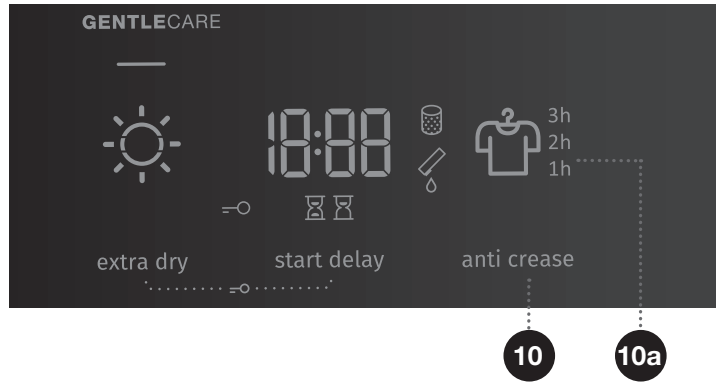 GENTLECARE
18:88
3h
2h
1h
extra dry
start delay
anti crease
10
10a